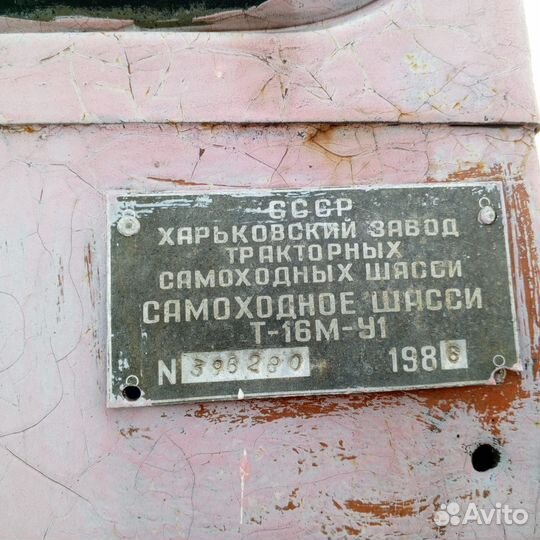 СССР
ХАРЬКОВСКИЙ ЗАВОД
ТРАКТОРНЫХ
САМОХОДНЫХ ШАССИ
САМОХОДНОЕ ШАССИ
Т-16М-У1
N 396280 1986
Avito